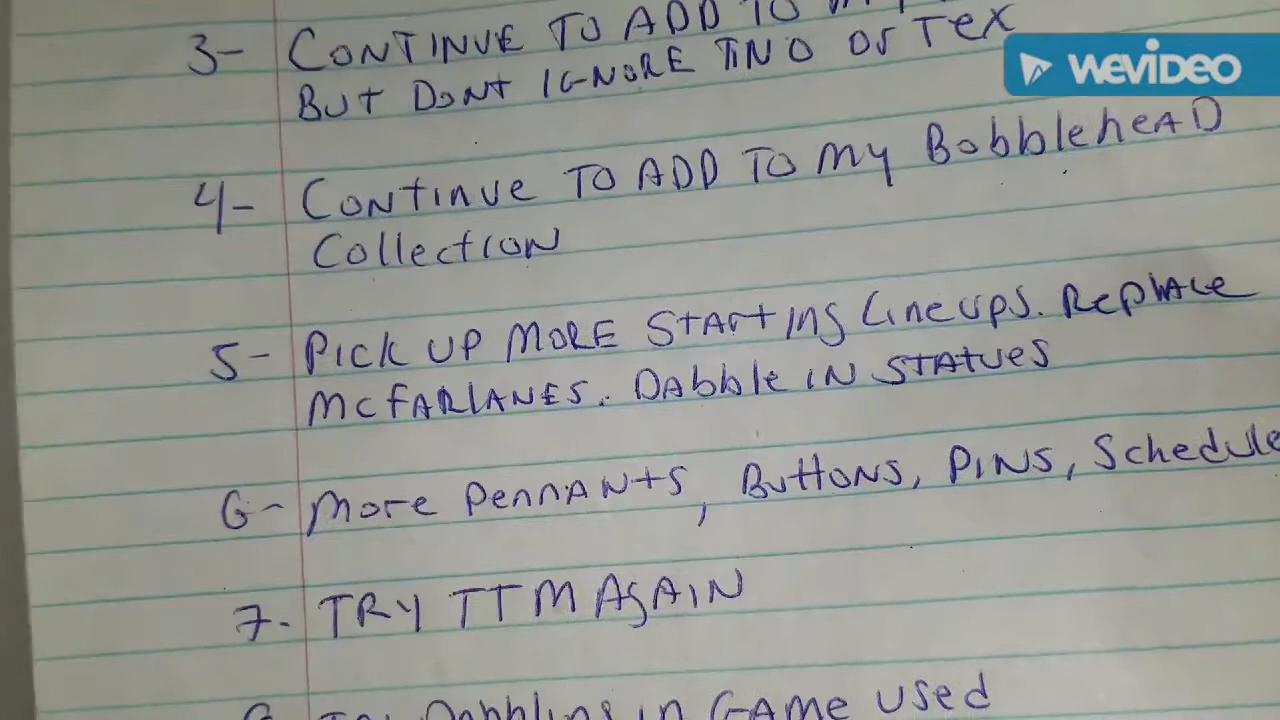 3- CONTINUE TO ADD TO
BUT DONT IGNORE TINO OR TEX
WEVIDEO
4- CONTINUE TO ADD TO MY BobbleheAD
CollectION
5- PICK UP MORE StARtINg LINEUPS. RePlACe
MCFARLANES. DAbble IN STATUES
6- MoRe PeNNANtS, BuTTONS, PINS, Schedule
7- TRY TTM AgAIN
Dabbling in GAMe used